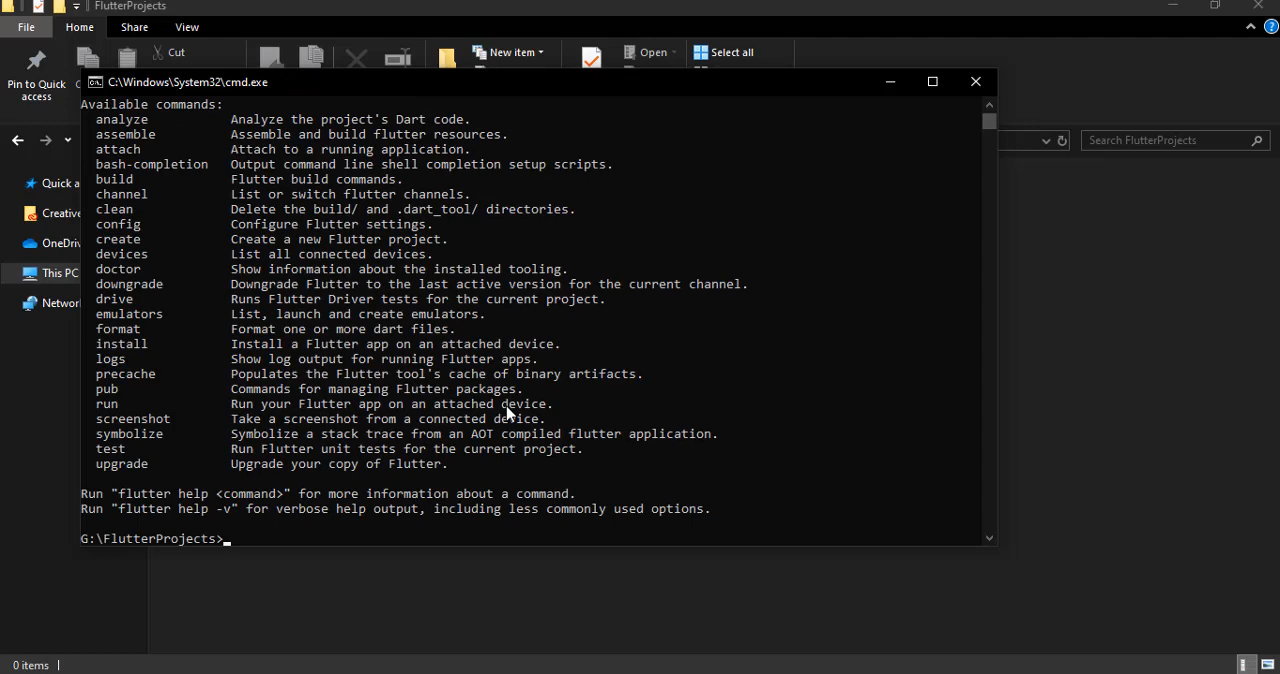 FlutterProjects
File Home Share View
Pin to Quick access
Cut
New item
Open
Select all
C:\Windows\System32\cmd.exe
Search FlutterProjects
Quick a
Creative
OneDriv
This PC
Networ
Available commands:
analyze Analyze the project's Dart code.
assemble Assemble and build flutter resources.
attach Attach to a running application.
bash-completion Output command line shell completion setup scripts.
build Flutter build commands.
channel List or switch flutter channels.
clean Delete the build/ and .dart_tool/ directories.
config Configure Flutter settings.
create Create a new Flutter project.
devices List all connected devices.
doctor Show information about the installed tooling.
downgrade Downgrade Flutter to the last active version for the current channel.
drive Runs Flutter Driver tests for the current project.
emulators List, launch and create emulators.
format Format one or more dart files.
install Install a Flutter app on an attached device.
logs Show log output for running Flutter apps.
precache Populates the Flutter tool's cache of binary artifacts.
pub Commands for managing Flutter packages.
run Run your Flutter app on an attached device.
screenshot Take a screenshot from a connected device.
symbolize Symbolize a stack trace from an AOT compiled flutter application.
test Run Flutter unit tests for the current project.
upgrade Upgrade your copy of Flutter.
Run "flutter help <command>" for more information about a command.
Run "flutter help -v" for verbose help output, including less commonly used options.
G:\FlutterProjects>
0 items